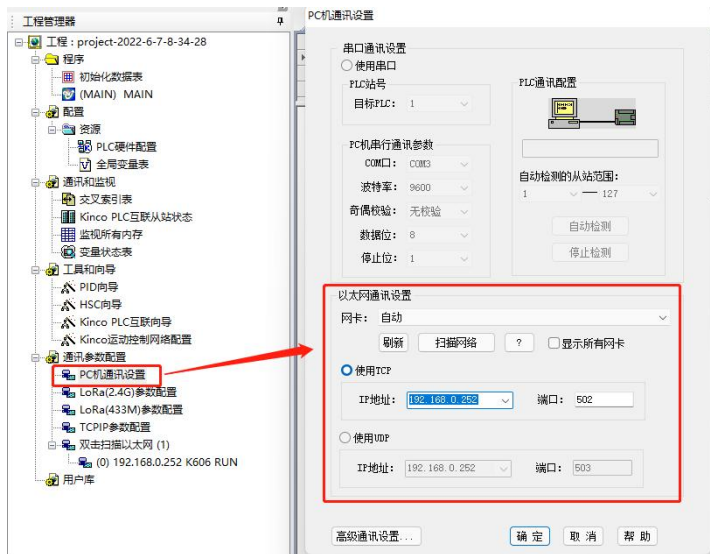 工程管理器
工程：project-2022-6-7-8-34-28
程序
初始化数据表
(MAIN) MAIN
配置
资源
PLC硬件配置
全局变量表
通讯和监视
交叉索引表
Kinco PLC互联从站状态
监视所有内存
变量状态表
工具和向导
PID向导
HSC向导
Kinco PLC互联向导
Kinco运动控制网络配置
通讯参数配置
PC机通讯设置
LoRa(2.4G)参数配置
LoRa(433M)参数配置
TCPIP参数配置
双击扫描以太网 (1)
(0) 192.168.0.252 K606 RUN
用户库
PC机通讯设置
串口通讯设置
使用串口
PLC站号
目标PLC： 1
PC机串行通讯参数
COM口： COM3
波特率： 9600
奇偶校验： 无校验
数据位： 8
停止位： 1
PLC通讯配置
自动检测的从站范围：
1 — 127
自动检测
停止检测
以太网通讯设置
网卡： 自动
刷新 扫描网络 ? 显示所有网卡
使用TCP
IP地址： 192.168.0.252 端口： 502
使用UDP
IP地址： 192.168.0.252 端口： 503
高级通讯设置... 确 定 取 消 帮 助